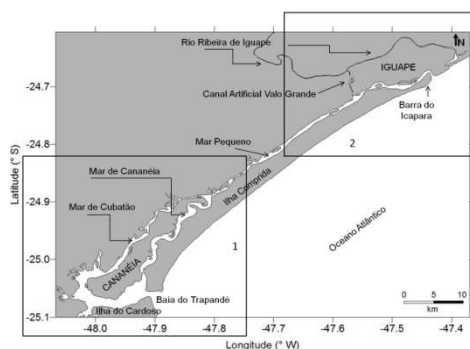 N
Rio Ribeira de Iguape
IGUAPE
Canal Artificial Valo Grande
Barra do
Icapara
Mar Pequeno
2
Mar de Cananéia
Ilha Comprida
Mar de Cubatão
1
Oceano Atlântico
CANANÉIA
Baia do Trapandé
Ilha do Cardoso
0 5 10
km
Latitude (° S)
-24.7
-24.8
-24.9
-25.0
-25.1
-48.0 -47.9 -47.8 -47.7 -47.6 -47.5 -47.4
Longitude (° W)